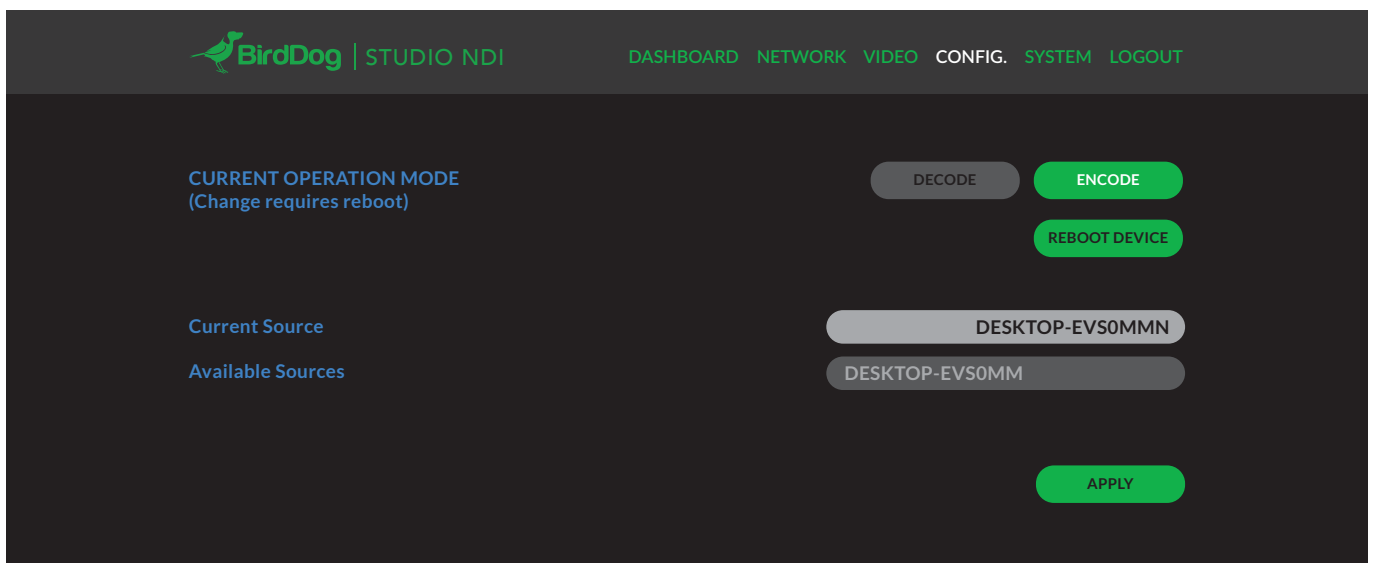 BirdDog | STUDIO NDI
DASHBOARD NETWORK VIDEO CONFIG. SYSTEM LOGOUT
CURRENT OPERATION MODE
(Change requires reboot)
DECODE ENCODE
REBOOT DEVICE
Current Source DESKTOP-EVS0MMN
Available Sources DESKTOP-EVS0MM
APPLY